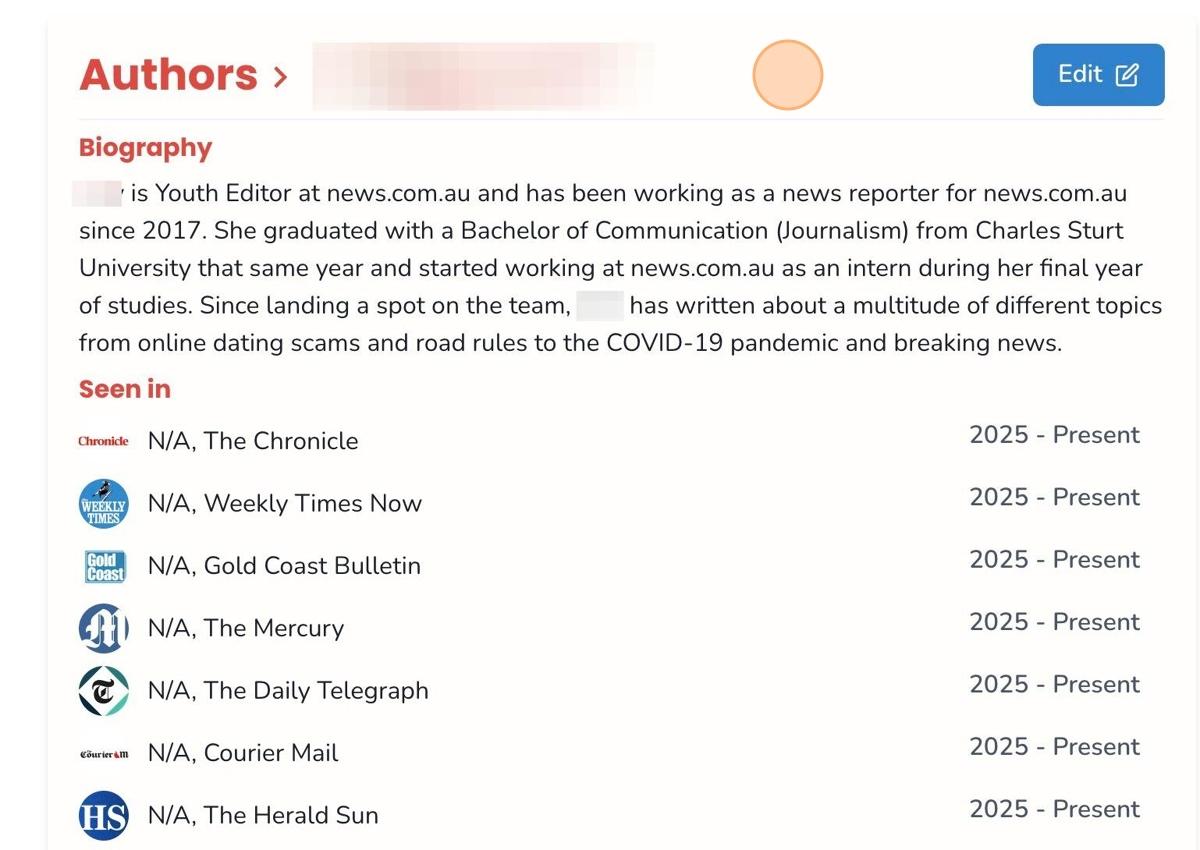 Authors >
Edit
Biography
is Youth Editor at news.com.au and has been working as a news reporter for news.com.au
since 2017. She graduated with a Bachelor of Communication (Journalism) from Charles Sturt
University that same year and started working at news.com.au as an intern during her final year
of studies. Since landing a spot on the team, has written about a multitude of different topics
from online dating scams and road rules to the COVID-19 pandemic and breaking news.
Seen in
Chronicle N/A, The Chronicle 2025 - Present
THE WEEKLY TIMES N/A, Weekly Times Now 2025 - Present
Gold Coast N/A, Gold Coast Bulletin 2025 - Present
M N/A, The Mercury 2025 - Present
T N/A, The Daily Telegraph 2025 - Present
Courier M N/A, Courier Mail 2025 - Present
HS N/A, The Herald Sun 2025 - Present